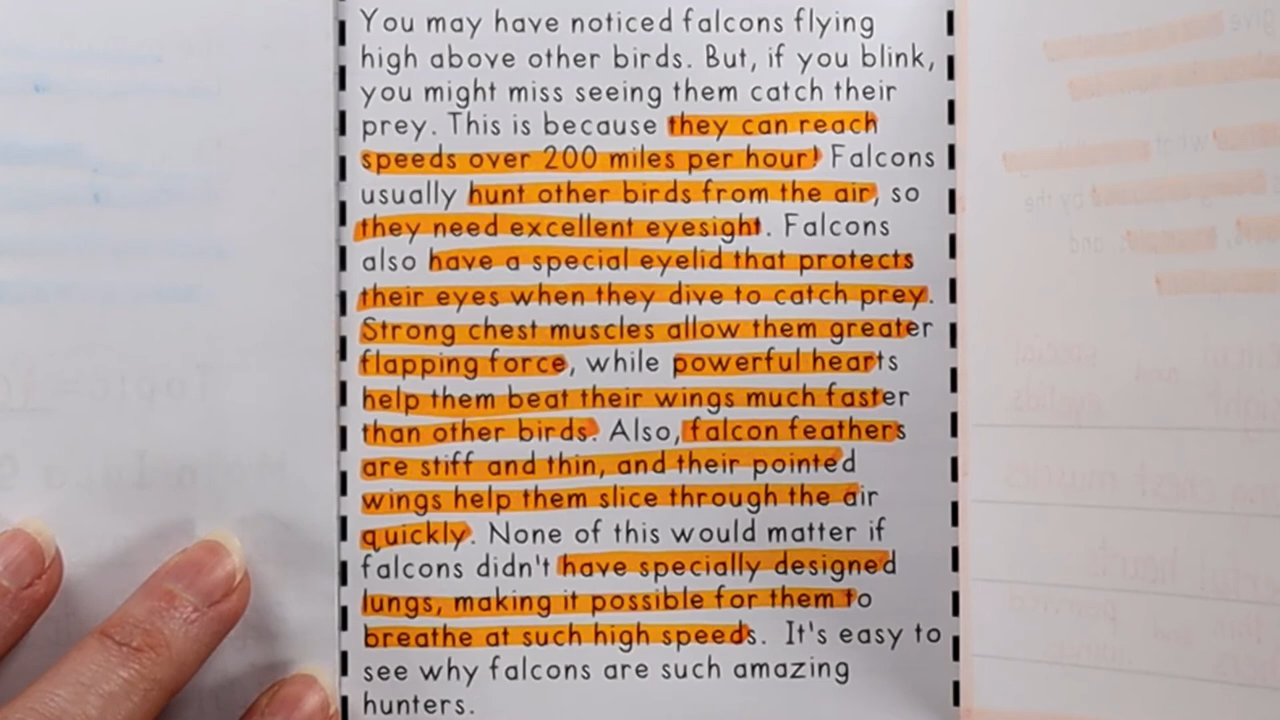 You may have noticed falcons flying
high above other birds. But, if you blink,
you might miss seeing them catch their
prey. This is because they can reach
speeds over 200 miles per hour! Falcons
usually hunt other birds from the air, so
they need excellent eyesight. Falcons
also have a special eyelid that protects
their eyes when they dive to catch prey.
Strong chest muscles allow them greater
flapping force, while powerful hearts
help them beat their wings much faster
than other birds. Also, falcon feathers
are stiff and thin, and their pointed
wings help them slice through the air
quickly. None of this would matter if
falcons didn't have specially designed
lungs, making it possible for them to
breathe at such high speeds. It's easy to
see why falcons are such amazing
hunters.